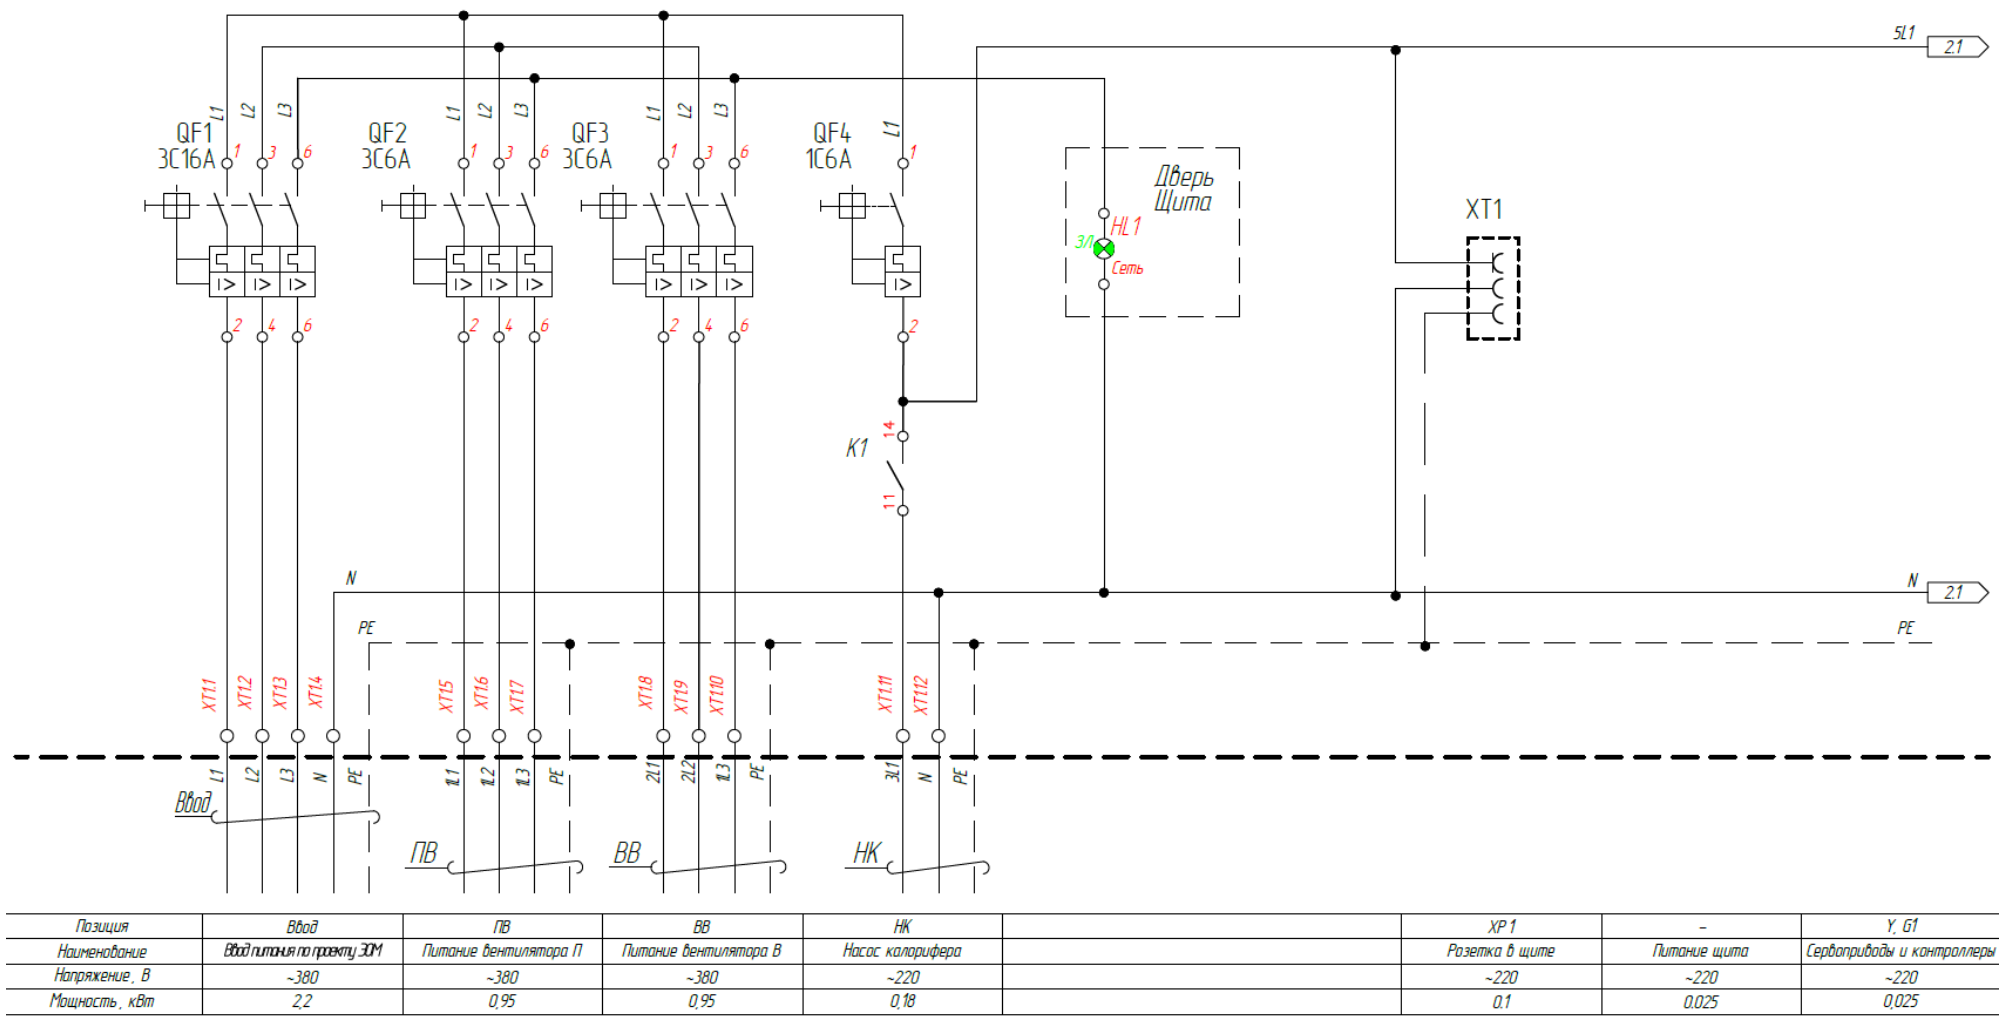 5L1
2.1
L1 L2 L3 L1 L2 L3 L1 L2 L3 L1
QF1 QF2 QF3 QF4
3C16A 3C6A 3C6A 1C6A
1 3 6 1 3 6 1 3 6 1
Дверь
Щита
HL1
ЗЛ
Сеть
XT1
I> I> I> I> I> I> I> I> I> I>
2 4 6 2 4 6 2 4 6 2
14
K1
11
N N
2.1
PE PE
XT1.1 XT1.2 XT1.3 XT1.4 XT1.5 XT1.6 XT1.7 XT1.8 XT1.9 XT1.10 XT1.11 XT1.12
L1 L2 L3 N PE 1L1 1L2 1L3 PE 2L1 2L2 1L3 PE 3L1 N PE
Ввод
ПВ ВВ НК
Позиция Ввод ПВ ВВ НК XP1 - Y, G1
Наименование Ввод питания по проекту ЭОМ Питание вентилятора П Питание вентилятора В Насос калорифера Розетка в щите Питание щита Сервоприводы и контроллеры
Напряжение, В ~380 ~380 ~380 ~220 ~220 ~220 ~220
Мощность, кВт 2,2 0,95 0,95 0,18 0.1 0.025 0,025